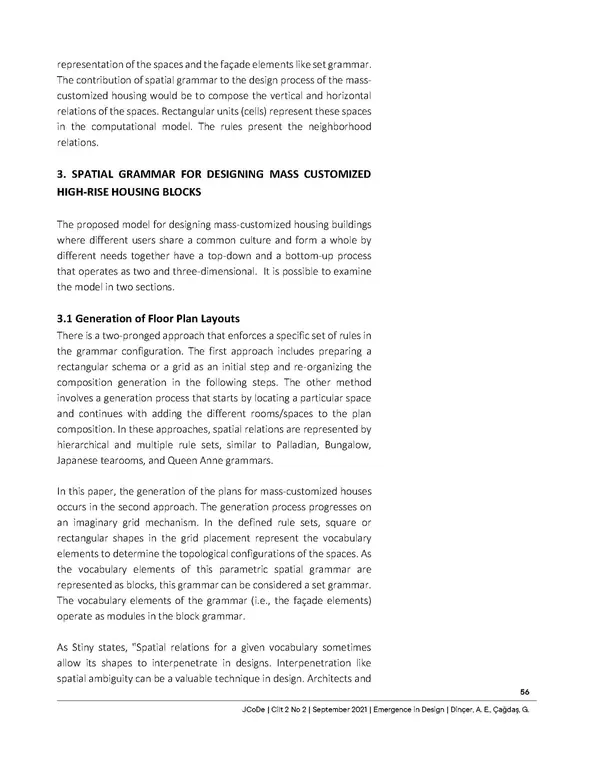 representation of the spaces and the façade elements like set grammar.
The contribution of spatial grammar to the design process of the mass-
customized housing would be to compose the vertical and horizontal
relations of the spaces. Rectangular units (cells) represent these spaces
in the computational model. The rules present the neighborhood
relations.
3. SPATIAL GRAMMAR FOR DESIGNING MASS CUSTOMIZED
HIGH-RISE HOUSING BLOCKS
The proposed model for designing mass-customized housing buildings
where different users share a common culture and form a whole by
different needs together have a top-down and a bottom-up process
that operates as two and three-dimensional. It is possible to examine
the model in two sections.
3.1 Generation of Floor Plan Layouts
There is a two-pronged approach that enforces a specific set of rules in
the grammar configuration. The first approach includes preparing a
rectangular schema or a grid as an initial step and re-organizing the
composition generation in the following steps. The other method
involves a generation process that starts by locating a particular space
and continues with adding the different rooms/spaces to the plan
composition. In these approaches, spatial relations are represented by
hierarchical and multiple rule sets, similar to Palladian, Bungalow,
Japanese tearooms, and Queen Anne grammars.
In this paper, the generation of the plans for mass-customized houses
occurs in the second approach. The generation process progresses on
an imaginary grid mechanism. In the defined rule sets, square or
rectangular shapes in the grid placement represent the vocabulary
elements to determine the topological configurations of the spaces. As
the vocabulary elements of this parametric spatial grammar are
represented as blocks, this grammar can be considered a set grammar.
The vocabulary elements of the grammar (i.e., the façade elements)
operate as modules in the block grammar.
As Stiny states, "Spatial relations for a given vocabulary sometimes
allow its shapes to interpenetrate in designs. Interpenetration like
spatial ambiguity can be a valuable technique in design. Architects and
56
JCoDe | Cilt 2 No 2 | September 2021 | Emergence in Design | Dinçer, A. E., Çağdaş, G.